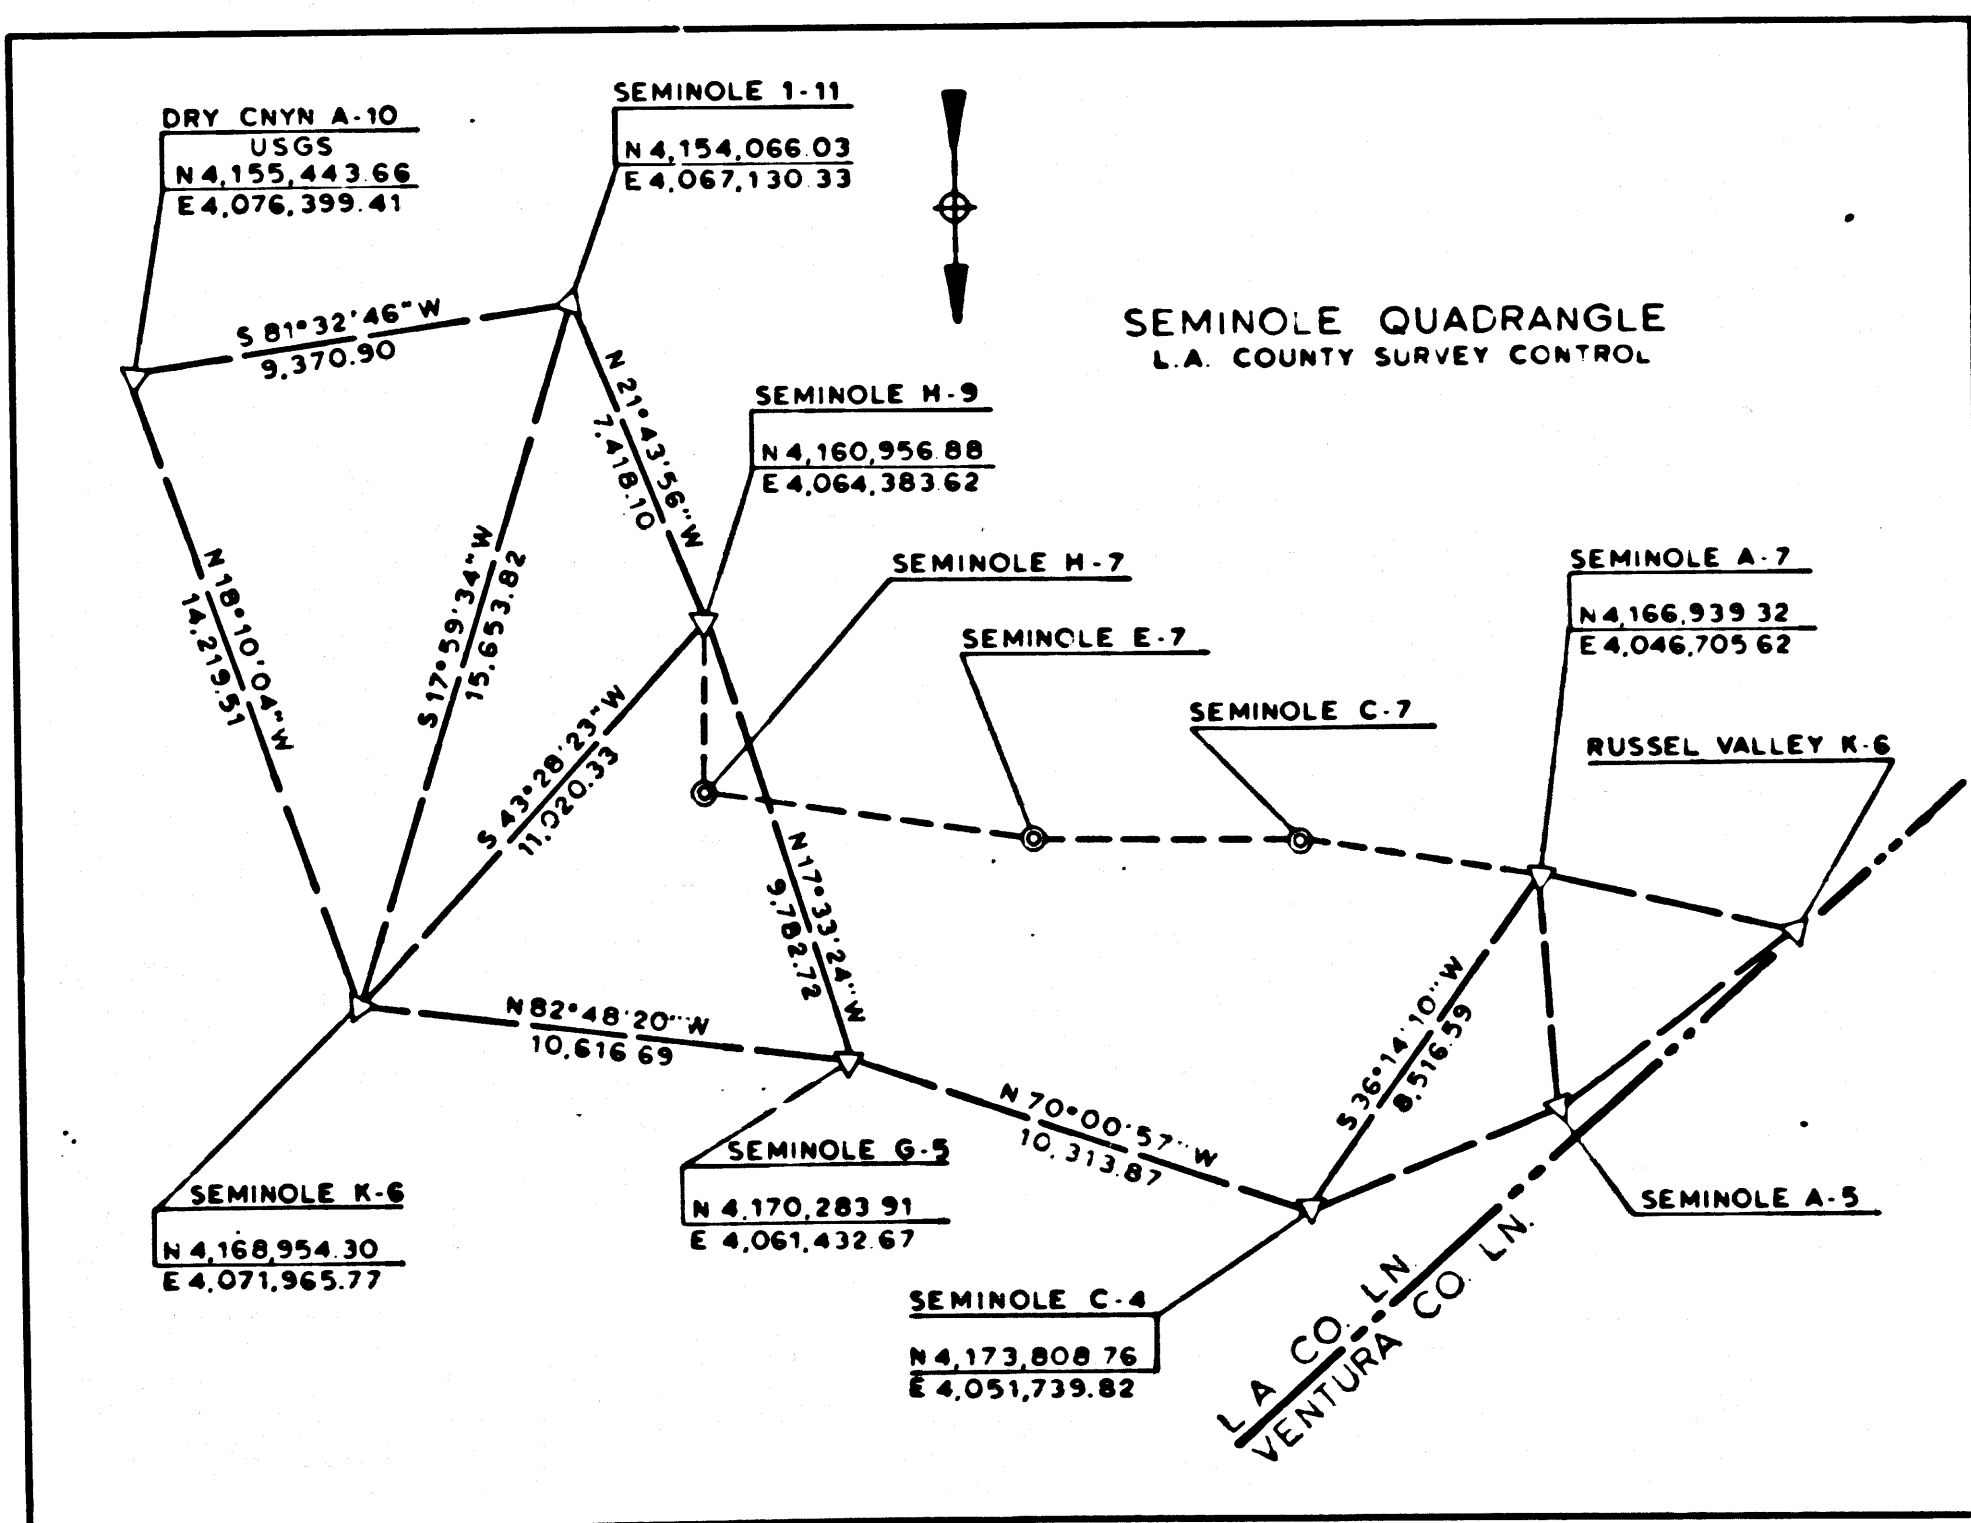 DRY CNYN A-10
USGS
N 4,155,443.66
E 4,076,399.41
SEMINOLE 1-11
N 4,154,066.03
E 4,067,130.33
SEMINOLE QUADRANGLE
L.A. COUNTY SURVEY CONTROL
S 81°32'46" W
9,370.90
N 21°43'56" W
7,418.10
SEMINOLE H-9
N 4,160,956.88
E 4,064,383.62
SEMINOLE H-7
SEMINOLE E-7
SEMINOLE C-7
SEMINOLE A-7
N 4,166,939 32
E 4,046,705 62
RUSSEL VALLEY K-6
N 18°10'04" W
14,219.51
S 17°59'34" W
15,653.82
S 43°28'23" W
11,020.33
N 17°33'24" W
9,782.72
N 82°48'20" W
10,616 69
N 70°00'57" W
10,313.87
S 36°14'10" W
8,516.59
SEMINOLE K-6
N 4,168,954.30
E 4,071,965.77
SEMINOLE G-5
N 4,170,283 91
E 4,061,432.67
SEMINOLE C-4
N 4,173,808 76
E 4,051,739.82
SEMINOLE A-5
L A CO. LN
VENTURA CO LN.